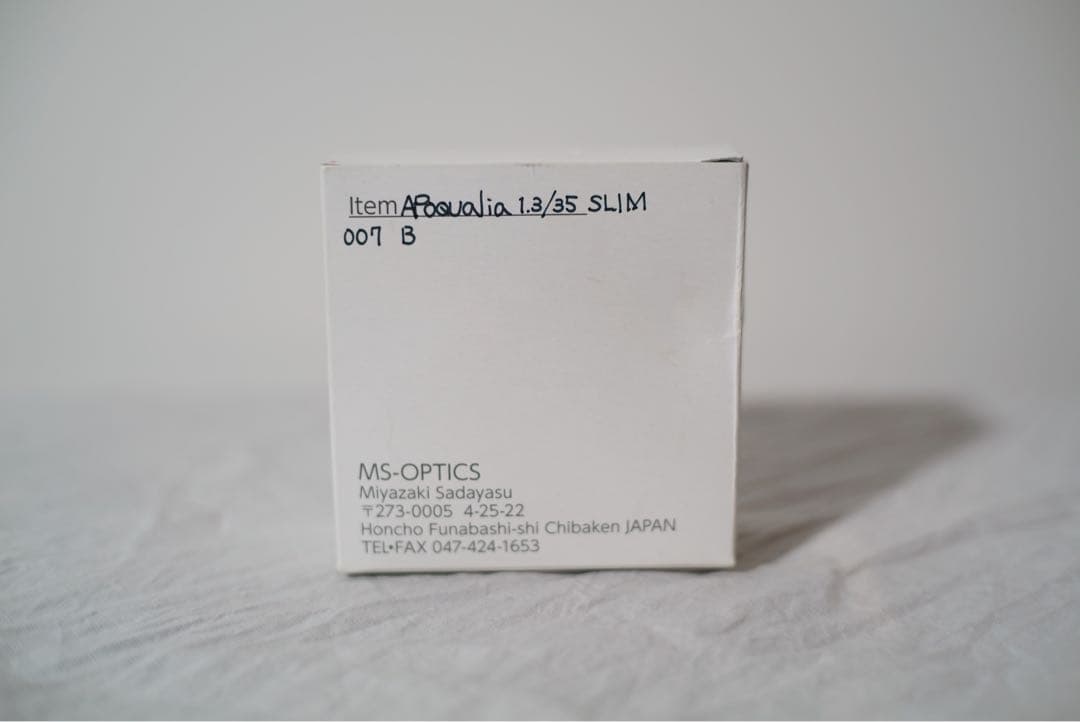 Item APoqualia 1.3/35 SLIM
007 B
MS-OPTICS
Miyazaki Sadayasu
〒273-0005 4-25-22
Honcho Funabashi-shi Chibaken JAPAN
TEL•FAX 047-424-1653